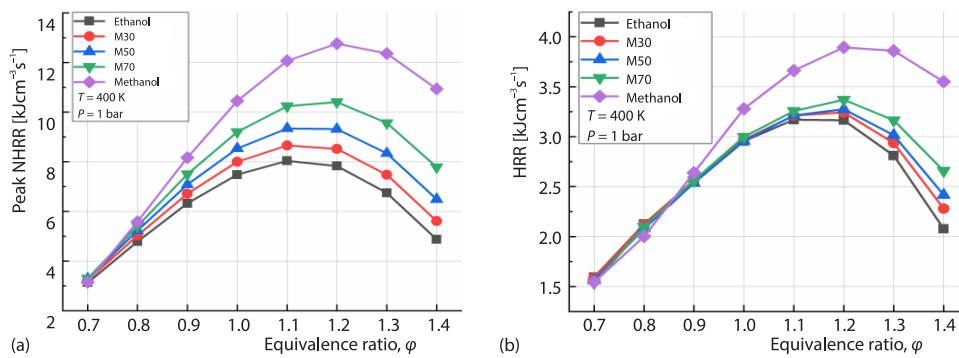 14
12
10
8
6
4
2
Peak NHRR [kJcm⁻³s⁻¹]
Ethanol
M30
M50
M70
Methanol
T = 400 K
P = 1 bar
0.7 0.8 0.9 1.0 1.1 1.2 1.3 1.4
(a) Equivalence ratio, φ
4.0
3.5
3.0
2.5
2.0
1.5
HRR [kJcm⁻³s⁻¹]
Ethanol
M30
M50
M70
Methanol
T = 400 K
P = 1 bar
0.7 0.8 0.9 1.0 1.1 1.2 1.3 1.4
(b) Equivalence ratio, φ